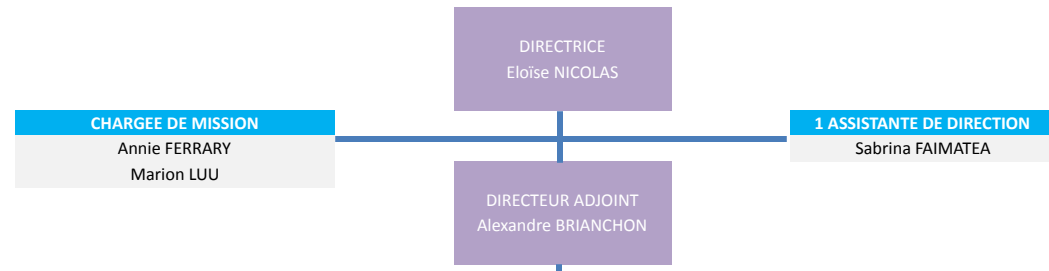 DIRECTRICE
Eloïse NICOLAS
CHARGEE DE MISSION
Annie FERRARY
Marion LUU
1 ASSISTANTE DE DIRECTION
Sabrina FAIMATEA
DIRECTEUR ADJOINT
Alexandre BRIANCHON